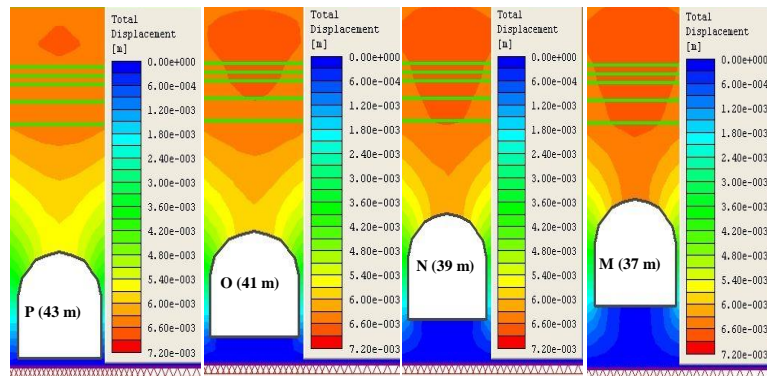 Total
Displacement
[m]
0.00e+000
6.00e-004
1.20e-003
1.80e-003
2.40e-003
3.00e-003
3.60e-003
4.20e-003
4.80e-003
5.40e-003
6.00e-003
6.60e-003
7.20e-003
P (43 m)
Total
Displacement
[m]
0.00e+000
6.00e-004
1.20e-003
1.80e-003
2.40e-003
3.00e-003
3.60e-003
4.20e-003
4.80e-003
5.40e-003
6.00e-003
6.60e-003
7.20e-003
O (41 m)
Total
Displacement
[m]
0.00e+000
6.00e-004
1.20e-003
1.80e-003
2.40e-003
3.00e-003
3.60e-003
4.20e-003
4.80e-003
5.40e-003
6.00e-003
6.60e-003
7.20e-003
N (39 m)
Total
Displacement
[m]
0.00e+000
6.00e-004
1.20e-003
1.80e-003
2.40e-003
3.00e-003
3.60e-003
4.20e-003
4.80e-003
5.40e-003
6.00e-003
6.60e-003
7.20e-003
M (37 m)